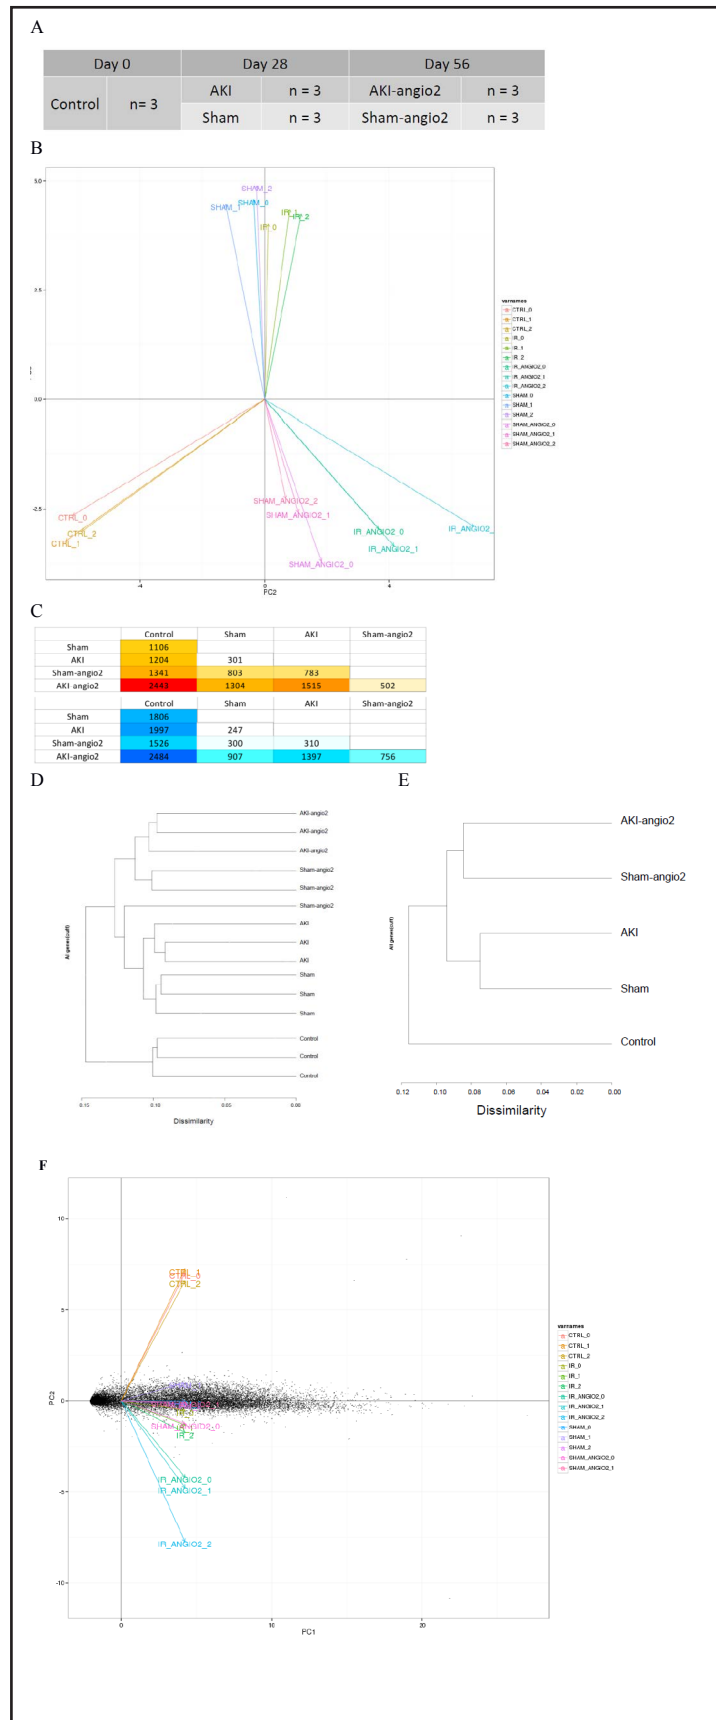 A
Day 0 Day 28 Day 56
Control n= 3 AKI n = 3 AKI-angio2 n = 3
Sham n = 3 Sham-angio2 n = 3
B
5.0
SHAM_2
SHAM_1 SHAM_0
IR_1
IR_2
IR_0
2.5
0.0
-2.5
CTRL_0
CTRL_2
CTRL_1
SHAM_ANGIO2_2
SHAM_ANGIO2_1
SHAM_ANGIO2_0
IR_ANGIO2_0
IR_ANGIO2_1
IR_ANGIO2_
-4 0 4
PC2
varnames
CTRL_0
CTRL_1
CTRL_2
IR_0
IR_1
IR_2
IR_ANGIO2_0
IR_ANGIO2_1
IR_ANGIO2_2
SHAM_0
SHAM_1
SHAM_2
SHAM_ANGIO2_0
SHAM_ANGIO2_1
SHAM_ANGIO2_2
C
Control Sham AKI Sham-angio2
Sham 1106
AKI 1204 301
Sham-angio2 1341 803 783
AKI-angio2 2443 1304 1515 502
Control Sham AKI Sham-angio2
Sham 1806
AKI 1997 247
Sham-angio2 1526 300 310
AKI-angio2 2484 907 1397 756
D
AKI-angio2
AKI-angio2
AKI-angio2
Sham-angio2
Sham-angio2
Sham-angio2
AKI
AKI
AKI
Sham
Sham
Sham
Control
Control
Control
All genes(cuff)
0.15 0.10 0.05 0.00
Dissimilarity
E
AKI-angio2
Sham-angio2
AKI
Sham
Control
All genes(cuff)
0.12 0.10 0.08 0.06 0.04 0.02 0.00
Dissimilarity
F
10
5
0
-5
-10
PC2
CTRL_1
CTRL_0
CTRL_2
SHAM_ANGIO2_0
IR_2
IR_ANGIO2_0
IR_ANGIO2_1
IR_ANGIO2_2
0 10 20
PC1
varnames
CTRL_0
CTRL_1
CTRL_2
IR_0
IR_1
IR_2
IR_ANGIO2_0
IR_ANGIO2_1
IR_ANGIO2_2
SHAM_0
SHAM_1
SHAM_2
SHAM_ANGIO2_0
SHAM_ANGIO2_1